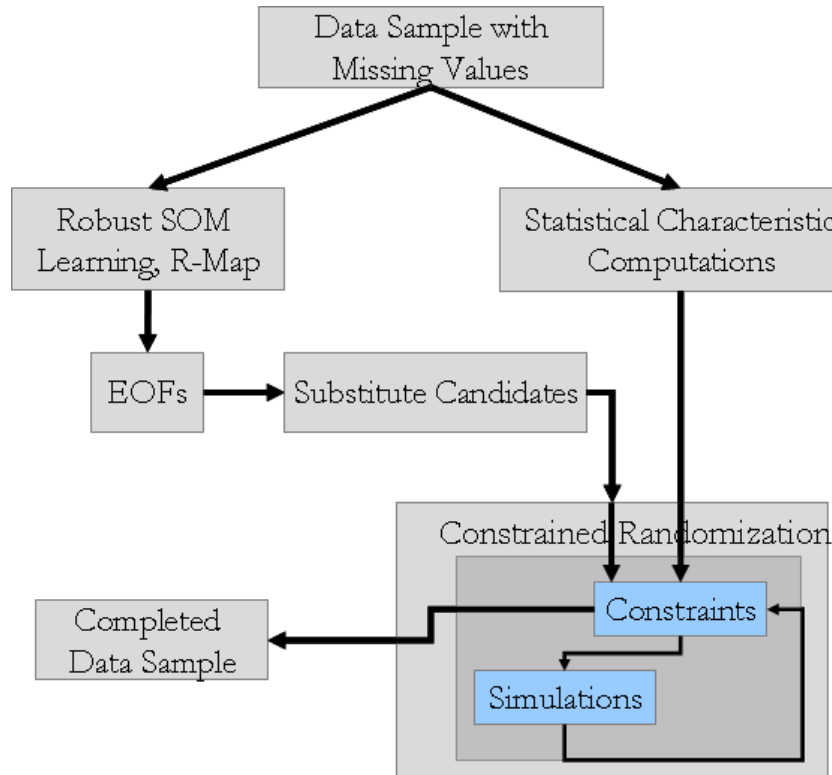 Data Sample with
Missing Values
Robust SOM
Learning, R-Map
Statistical Characteristic
Computations
EOFs
Substitute Candidates
Constrained Randomization
Constraints
Completed
Data Sample
Simulations